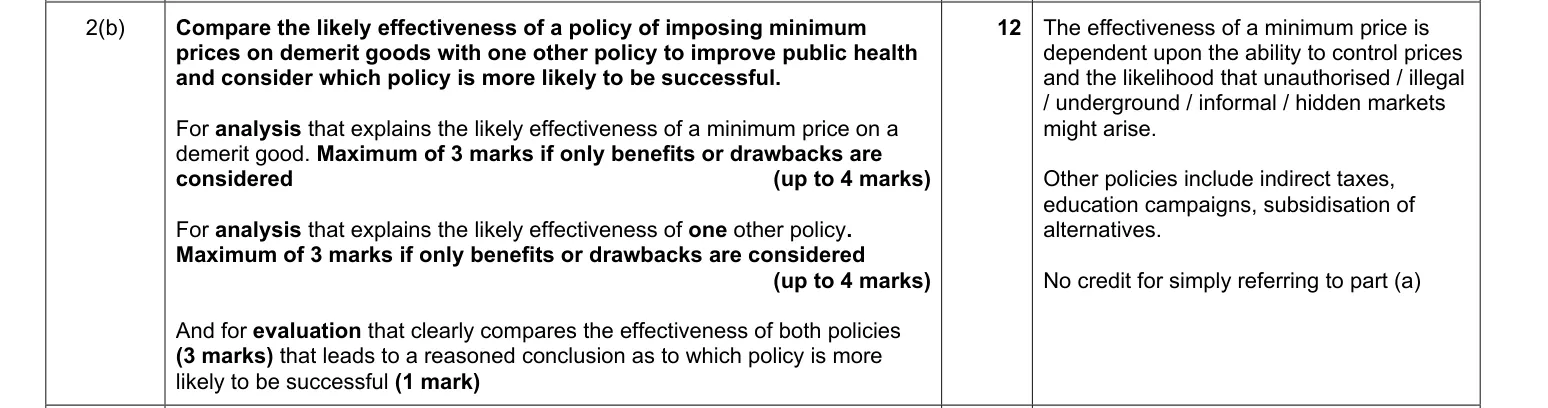 2(b)
Compare the likely effectiveness of a policy of imposing minimum
prices on demerit goods with one other policy to improve public health
and consider which policy is more likely to be successful.
For analysis that explains the likely effectiveness of a minimum price on a
demerit good. Maximum of 3 marks if only benefits or drawbacks are
considered (up to 4 marks)
For analysis that explains the likely effectiveness of one other policy.
Maximum of 3 marks if only benefits or drawbacks are considered
(up to 4 marks)
And for evaluation that clearly compares the effectiveness of both policies
(3 marks) that leads to a reasoned conclusion as to which policy is more
likely to be successful (1 mark)
12
The effectiveness of a minimum price is
dependent upon the ability to control prices
and the likelihood that unauthorised / illegal
/ underground / informal / hidden markets
might arise.
Other policies include indirect taxes,
education campaigns, subsidisation of
alternatives.
No credit for simply referring to part (a)